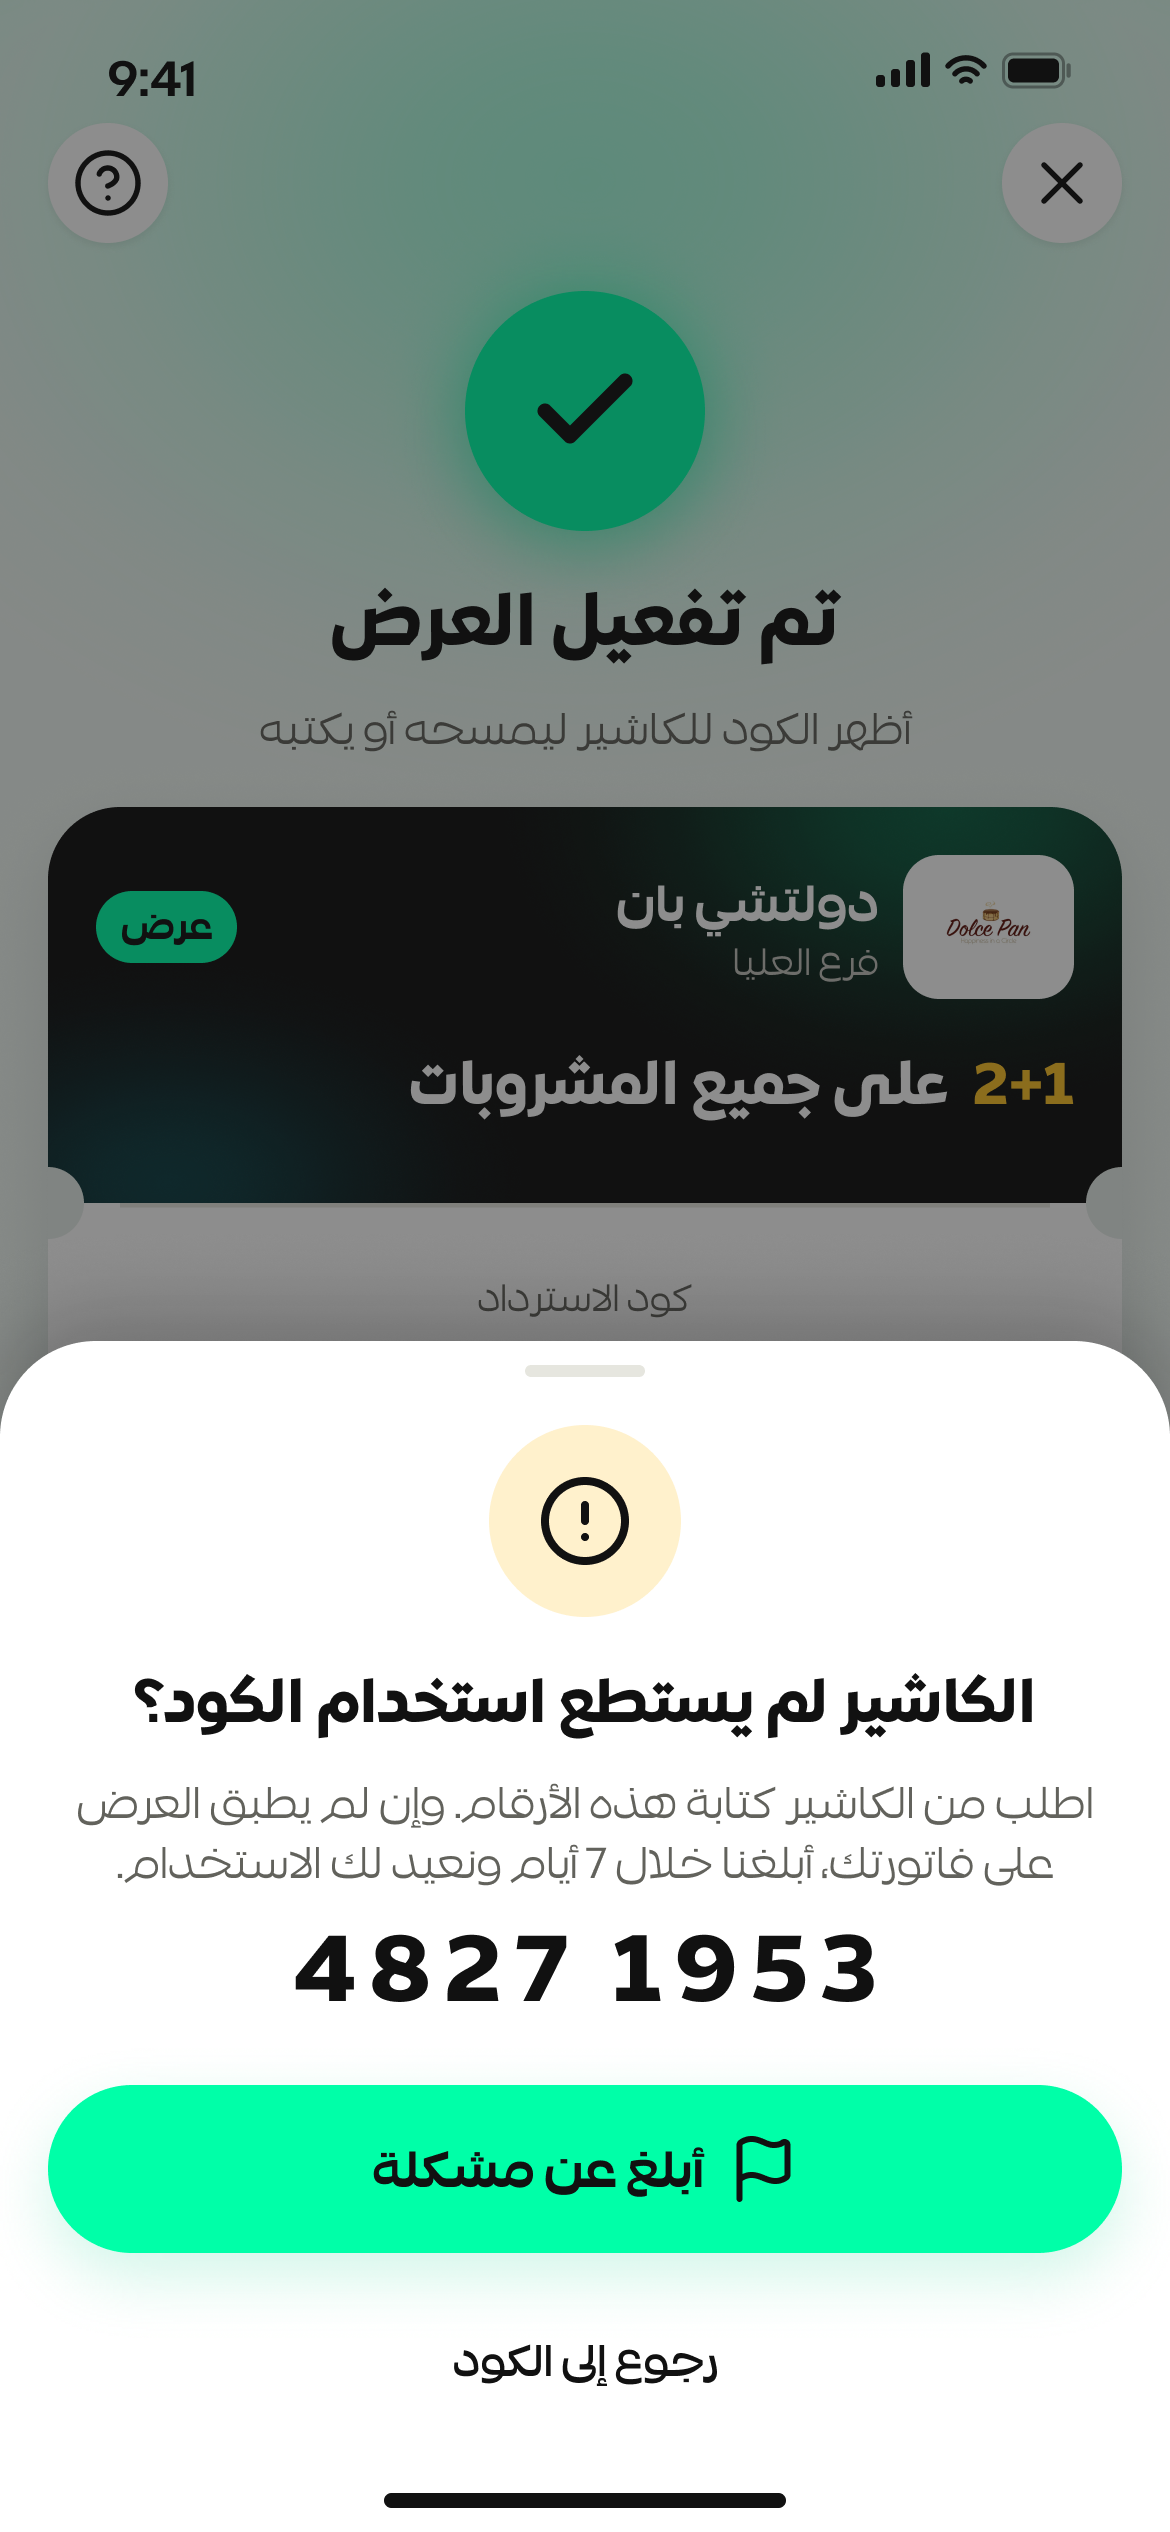 9:41
تم تفعيل العرض
أظهر الكود للكاشير ليمسحه أو يكتبه
Dolce Pan
دولتشي بان
فرع العليا
عرض
2+1 على جميع المشروبات
كود الاسترداد
الكاشير لم يستطع استخدام الكود؟
اطلب من الكاشير كتابة هذه الأرقام. وإن لم يطبق العرض
على فاتورتك، أبلغنا خلال 7 أيام ونعيد لك الاستخدام.
4827 1953
أبلغ عن مشكلة
رجوع إلى الكود